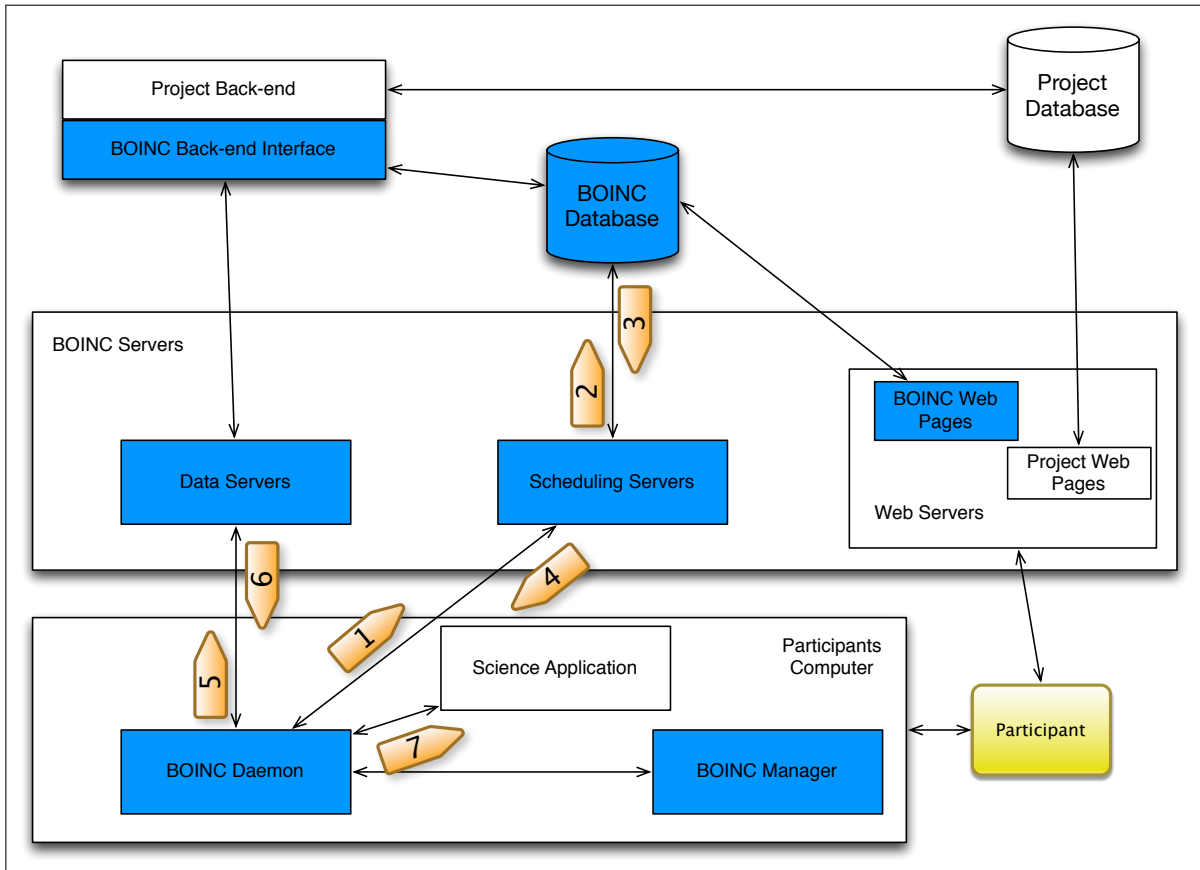 Project Back-end
BOINC Back-end Interface
Project
Database
BOINC
Database
BOINC Servers
3
2
BOINC Web
Pages
Project Web
Pages
Web Servers
Data Servers
Scheduling Servers
6
4
1
5
Participants
Computer
Science Application
7
BOINC Daemon
BOINC Manager
Participant